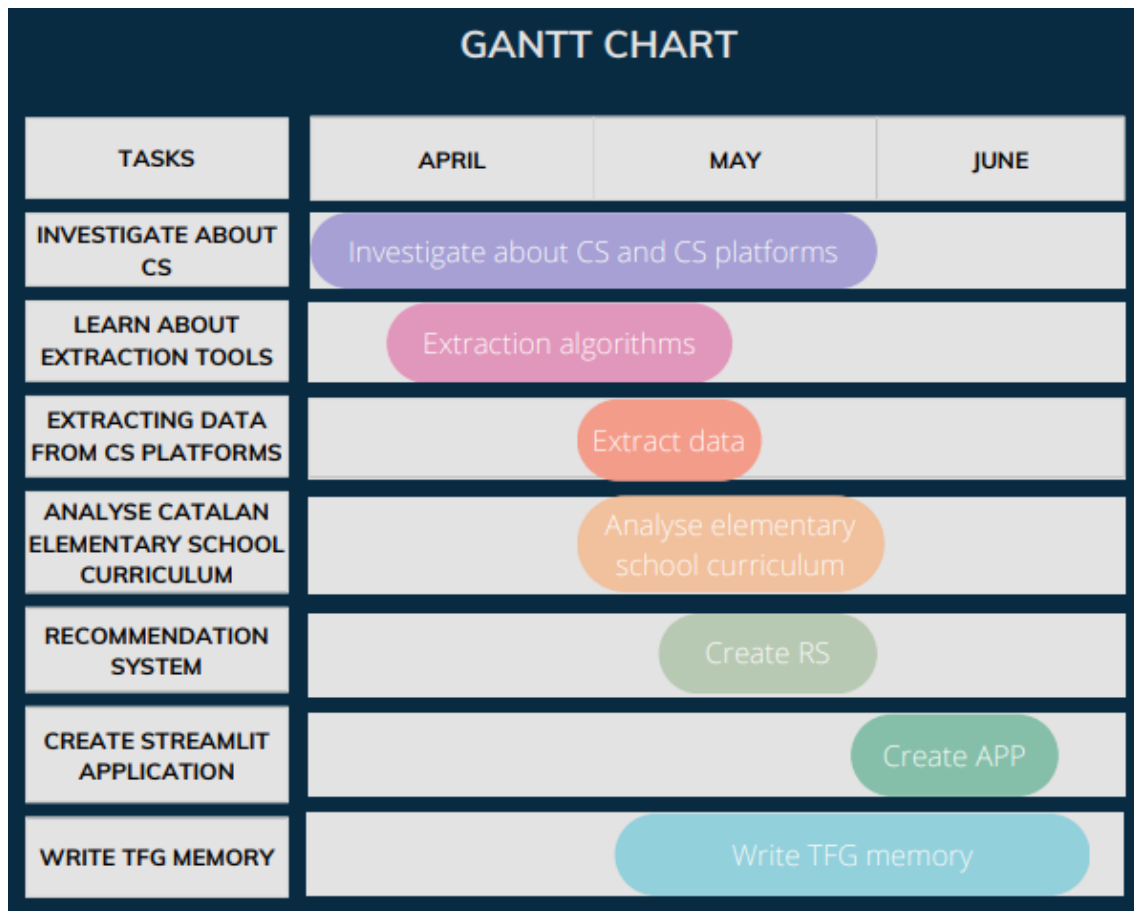 GANTT CHART
TASKS
APRIL
MAY
JUNE
INVESTIGATE ABOUT
CS
Investigate about CS and CS platforms
LEARN ABOUT
EXTRACTION TOOLS
Extraction algorithms
EXTRACTING DATA
FROM CS PLATFORMS
Extract data
ANALYSE CATALAN
ELEMENTARY SCHOOL
CURRICULUM
Analyse elementary
school curriculum
RECOMMENDATION
SYSTEM
Create RS
CREATE STREAMLIT
APPLICATION
Create APP
WRITE TFG MEMORY
Write TFG memory